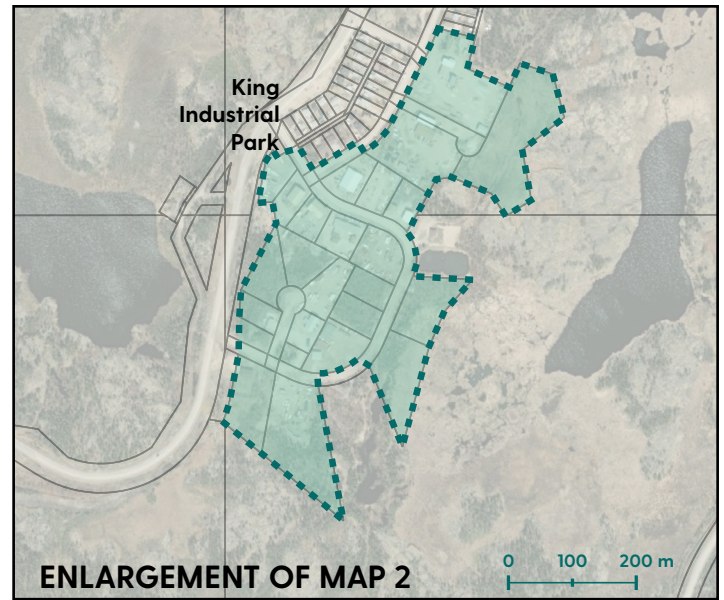 King
Industrial
Park
ENLARGEMENT OF MAP 2
0 100 200 m